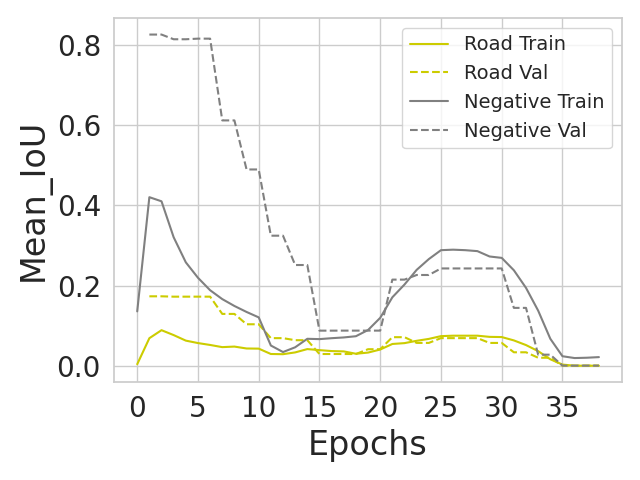 0.8
0.6
0.4
0.2
0.0
Mean_IoU
Road Train
Road Val
Negative Train
Negative Val
0 5 10 15 20 25 30 35
Epochs